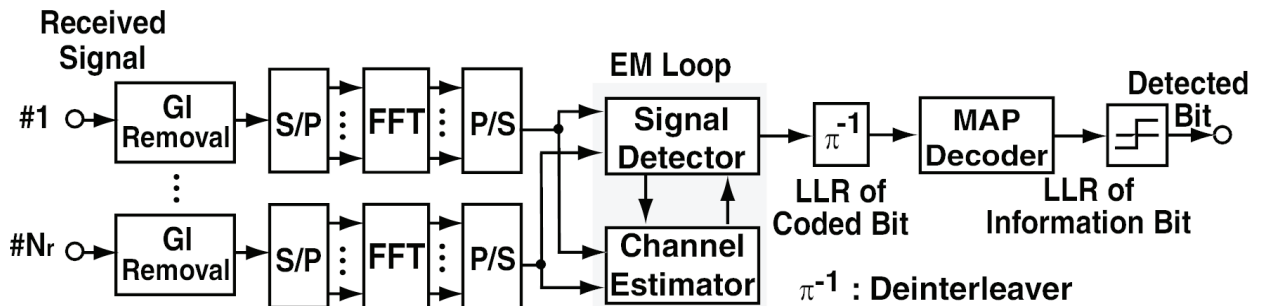 Received
Signal
#1
GI
Removal
S/P
FFT
P/S
EM Loop
Signal
Detector
π-1
LLR of
Coded Bit
MAP
Decoder
LLR of
Information Bit
Detected
Bit
#Nr
GI
Removal
S/P
FFT
P/S
Channel
Estimator
π-1 : Deinterleaver